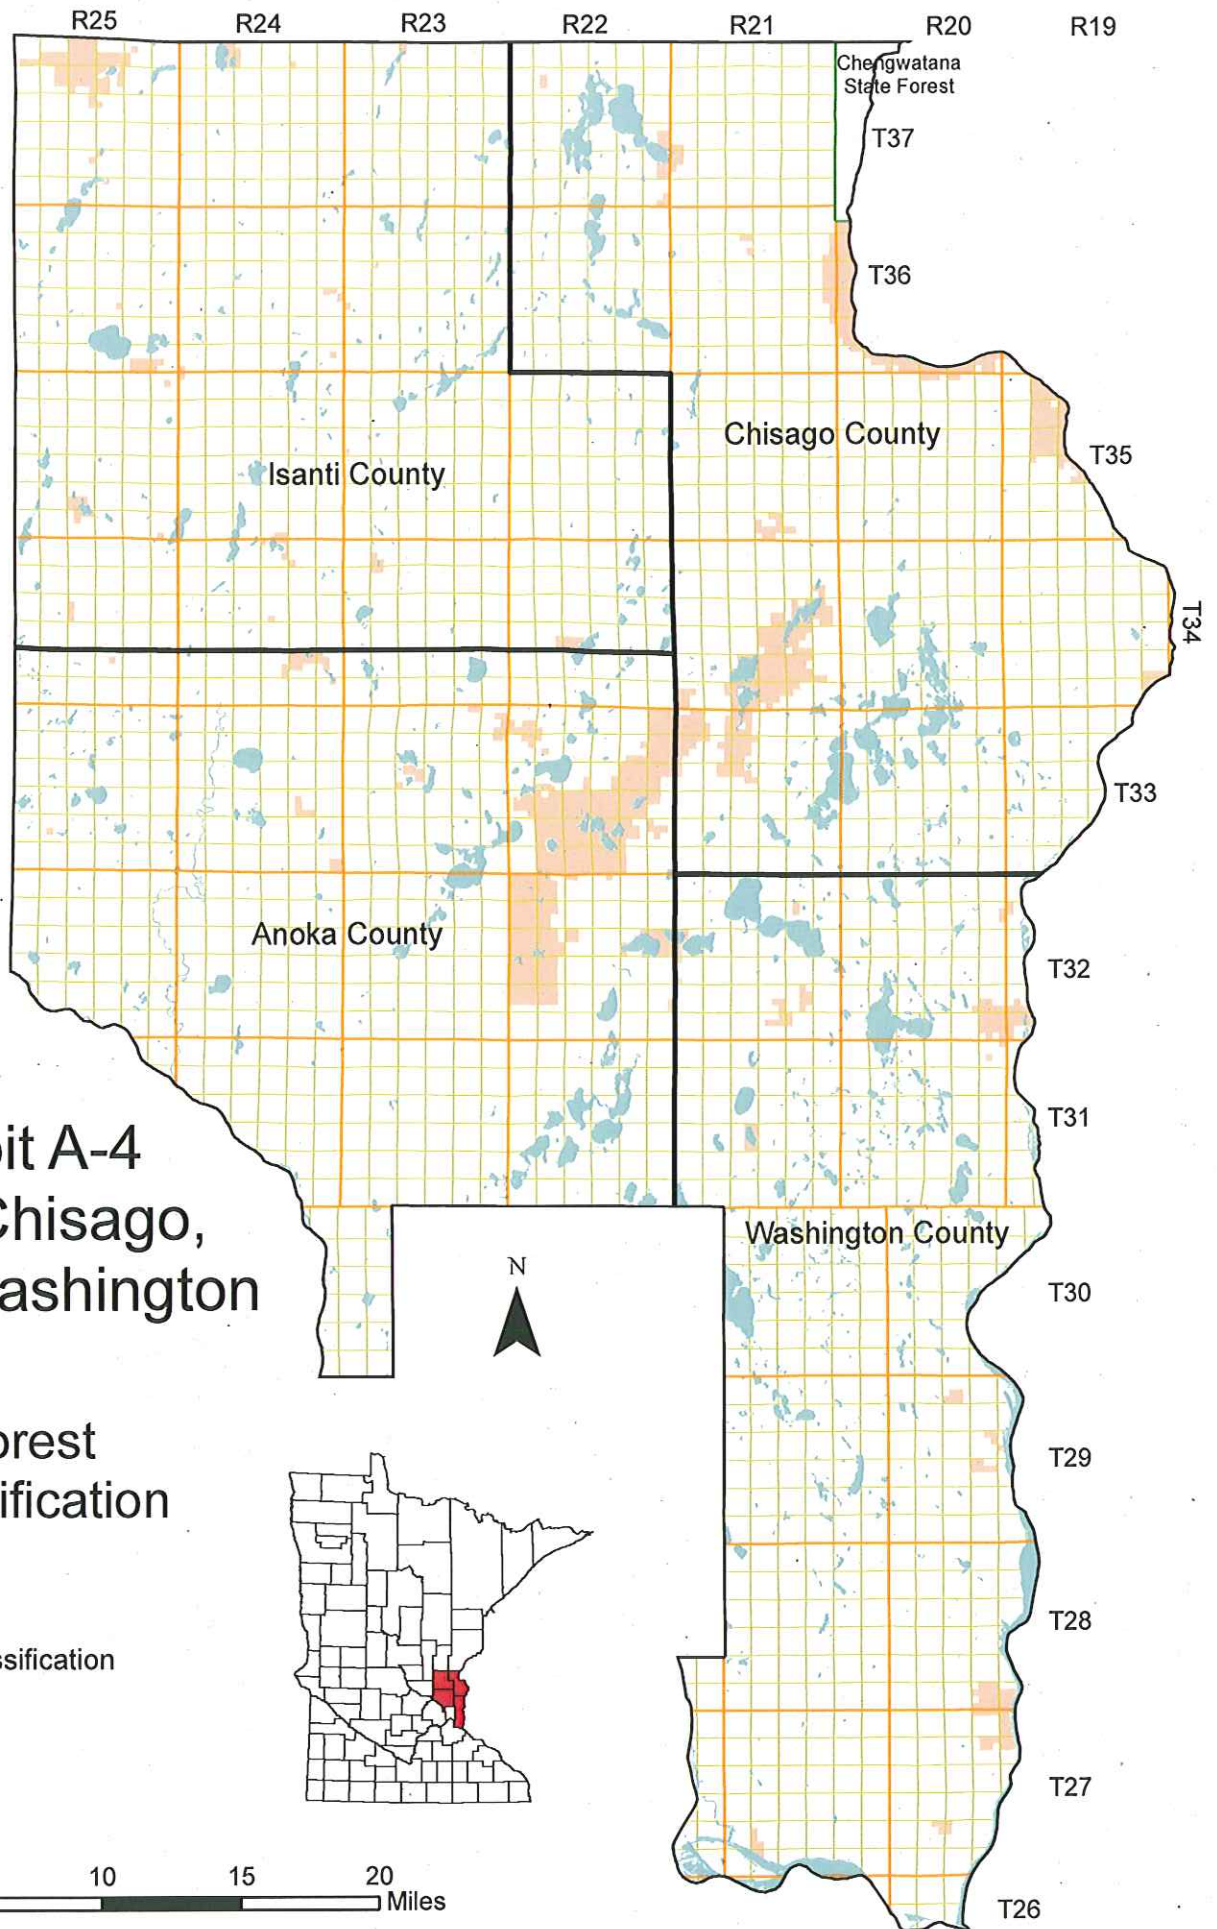 R25 R24 R23 R22 R21 R20 R19
Chengwatana
State Forest
T37
T36
Chisago County
T35
Isanti County
T34
T33
Anoka County
T32
T31
it A-4
Chisago,
Washington County
N
ashington
T30
orest
T29
ification
T28
ssification
T27
10 15 20
Miles
T26